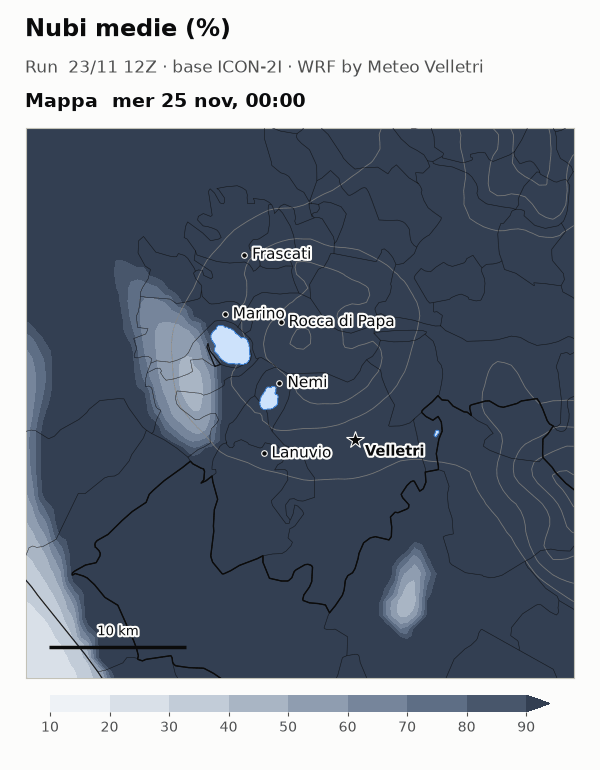 Nubi medie (%)
Run  23/11 12Z · base ICON-2I · WRF by Meteo Velletri
Mappa  mer 25 nov, 00:00
Frascati
Marino
Rocca di Papa
Nemi
Velletri
Lanuvio
10 km
10 20 30 40 50 60 70 80 90